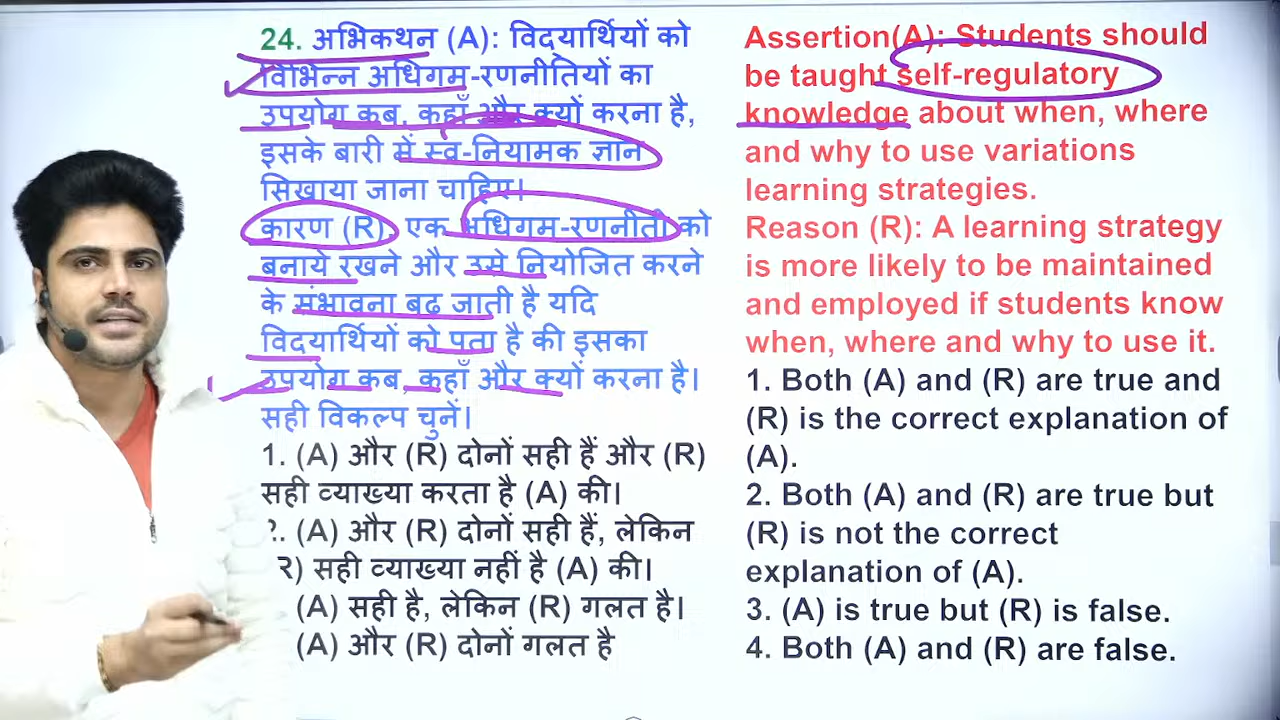 24. अभिकथन (A): विद्यार्थियों को
विभिन्न अधिगम-रणनीतियों का
उपयोग कब, कहाँ और क्यों करना है,
इसके बारी में स्व-नियामक ज्ञान
सिखाया जाना चाहिए।
कारण (R) एक अधिगम-रणनीती को
बनाये रखने और उसे नियोजित करने
के संभावना बढ़ जाती है यदि
विद्यार्थियों को पता है की इसका
उपयोग कब, कहाँ और क्यों करना है।
सही विकल्प चुनें।
1. (A) और (R) दोनों सही हैं और (R)
सही व्याख्या करता है (A) की।
2. (A) और (R) दोनों सही हैं, लेकिन
R) सही व्याख्या नहीं है (A) की।
(A) सही है, लेकिन (R) गलत है।
(A) और (R) दोनों गलत है
Assertion(A): Students should
be taught self-regulatory
knowledge about when, where
and why to use variations
learning strategies.
Reason (R): A learning strategy
is more likely to be maintained
and employed if students know
when, where and why to use it.
1. Both (A) and (R) are true and
(R) is the correct explanation of
(A).
2. Both (A) and (R) are true but
(R) is not the correct
explanation of (A).
3. (A) is true but (R) is false.
4. Both (A) and (R) are false.